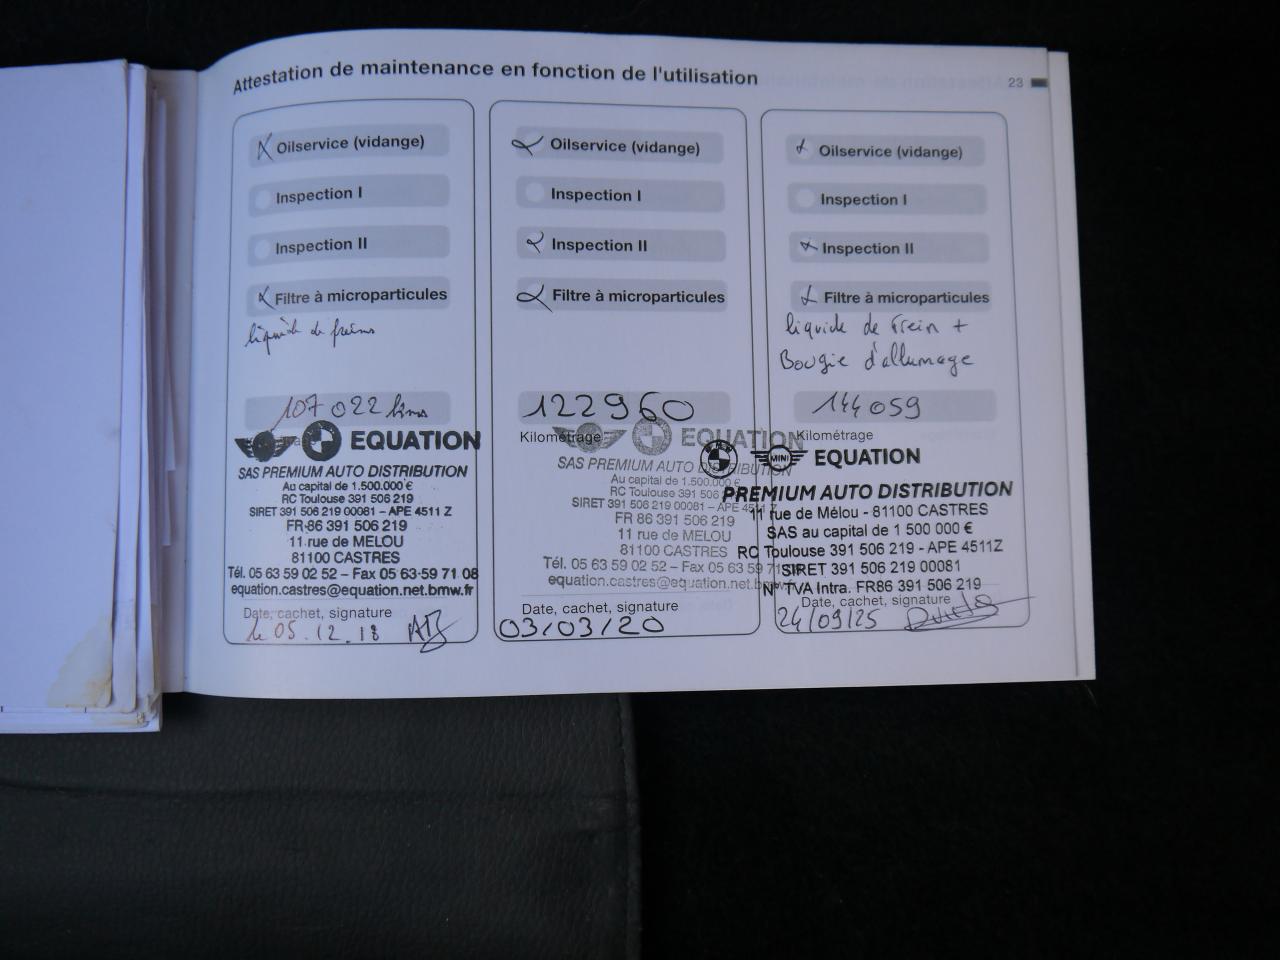 Attestation de maintenance en fonction de l'utilisation
23
X Oilservice (vidange)
Inspection I
Inspection II
X Filtre à microparticules
liquide de freins
107 022 kms
EQUATION
SAS PREMIUM AUTO DISTRIBUTION
Au capital de 1.500.000 €
RC Toulouse 391 506 219
SIRET 391 506 219 00081 – APE 4511 Z
FR 86 391 506 219
11 rue de MELOU
81100 CASTRES
Tél. 05 63 59 02 52 – Fax 05 63 59 71 08
equation.castres@equation.net.bmw.fr
Date, cachet, signature
le 05.12.18
X Oilservice (vidange)
Inspection I
X Inspection II
X Filtre à microparticules
122960
Kilométrage
EQUATION
SAS PREMIUM AUTO DISTRIBUTION
Au capital de 1.500.000 €
RC Toulouse 391 506
SIRET 391 506 219 00081 – APE 4511 Z
FR 86 391 506 219
11 rue de MELOU
81100 CASTRES
Tél. 05 63 59 02 52 – Fax 05 63 59 71
equation.castres@equation.net.bmw.fr
Date, cachet, signature
03/03/20
X Oilservice (vidange)
Inspection I
X Inspection II
X Filtre à microparticules
liquide de Frein +
Bougie d'allumage
144059
Kilométrage
MINI EQUATION
PREMIUM AUTO DISTRIBUTION
11 rue de Mélou - 81100 CASTRES
SAS au capital de 1 500 000 €
RC Toulouse 391 506 219 - APE 4511Z
SIRET 391 506 219 00081
N° TVA Intra. FR86 391 506 219
Date, cachet, signature
24/09/25